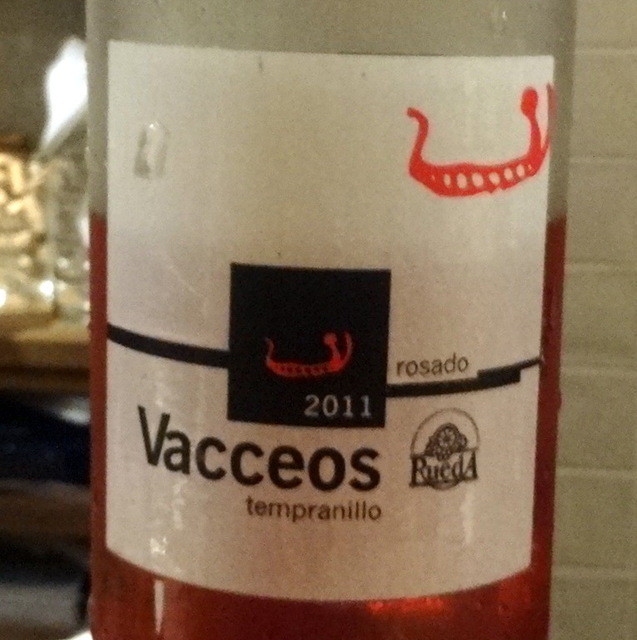 rosado
2011
Vacceos
RuedA
tempranillo